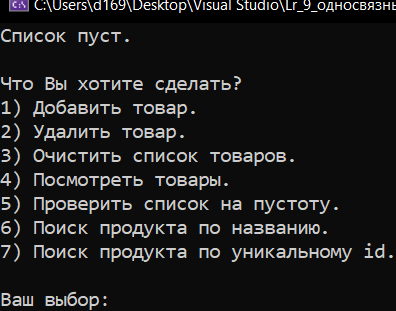 C:\Users\d169\Desktop\Visual Studio\Lr_9_односвязнь
Список пуст.
Что Вы хотите сделать?
1) Добавить товар.
2) Удалить товар.
3) Очистить список товаров.
4) Посмотреть товары.
5) Проверить список на пустоту.
6) Поиск продукта по названию.
7) Поиск продукта по уникальному id.
Ваш выбор: